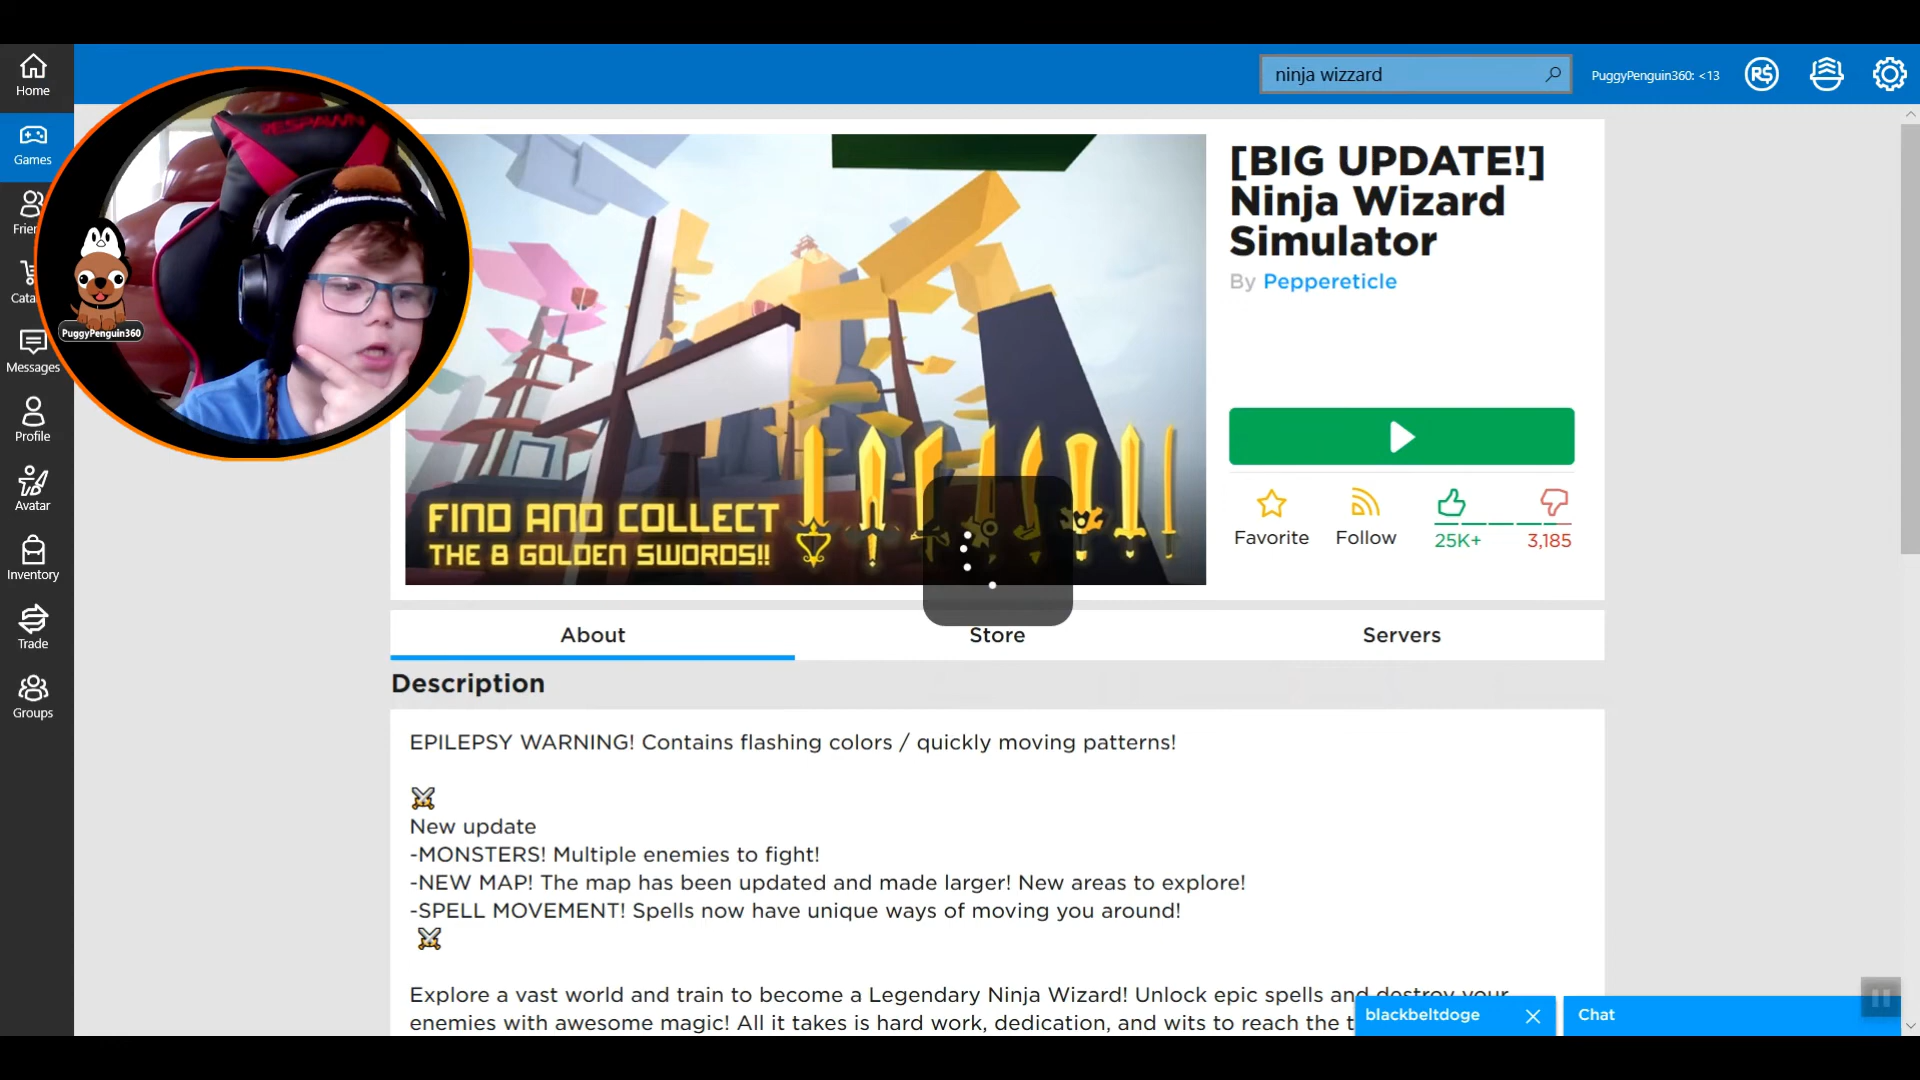 Home
ninja wizzard
PuggyPenguin360: <13
Games
RESPAWN
[BIG UPDATE!]
Ninja Wizard
Simulator
By Peppereticle
PuggyPenguin360
Messages
Profile
Avatar
Inventory
Trade
Groups
FIND AND COLLECT
THE 8 GOLDEN SWORDS!!
Favorite
Follow
25K+
3,185
About
Store
Servers
Description
EPILEPSY WARNING! Contains flashing colors / quickly moving patterns!
New update
-MONSTERS! Multiple enemies to fight!
-NEW MAP! The map has been updated and made larger! New areas to explore!
-SPELL MOVEMENT! Spells now have unique ways of moving you around!
Explore a vast world and train to become a Legendary Ninja Wizard! Unlock epic spells and destroy your
enemies with awesome magic! All it takes is hard work, dedication, and wits to reach the
blackbeltdoge
Chat